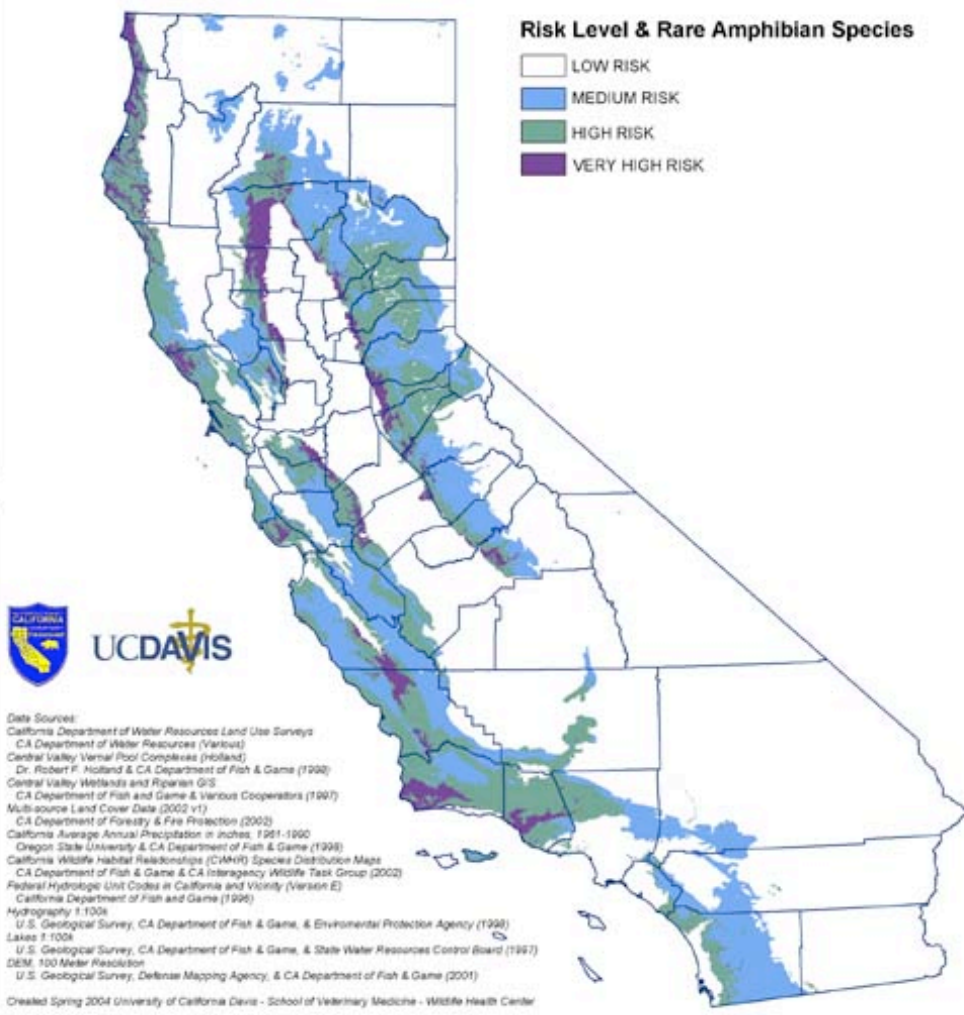 Risk Level & Rare Amphibian Species
LOW RISK
MEDIUM RISK
HIGH RISK
VERY HIGH RISK
CALIFORNIA
UCDAVIS
Data Sources:
California Department of Water Resources Land Use Surveys
CA Department of Water Resources (Various)
Central Valley Vernal Pool Complexes (Holland)
Dr. Robert F. Holland & CA Department of Fish & Game (1998)
Central Valley Wetlands and Riparian GIS
CA Department of Fish and Game & Various Cooperators (1997)
Multi-source Land Cover Data (2002 v1)
CA Department of Forestry & Fire Protection (2002)
California Average Annual Precipitation in inches, 1961-1990
Oregon State University & CA Department of Fish & Game (1998)
California Wildlife Habitat Relationships (CWHR) Species Distribution Maps
CA Department of Fish & Game & CA Interagency Wildlife Task Group (2002)
Federal Hydrologic Unit Codes in California and Vicinity (Version E)
California Department of Fish and Game (1996)
Hydrography 1:100k
U.S. Geological Survey, CA Department of Fish & Game, & Enviromental Protection Agency (1998)
Lakes 1:100k
U.S. Geological Survey, CA Department of Fish & Game, & State Water Resources Control Board (1997)
DEM, 100 Meter Resolution
U.S. Geological Survey, Defense Mapping Agency, & CA Department of Fish & Game (2001)
Created Spring 2004 University of California Davis - School of Veterinary Medicine - Wildlife Health Center